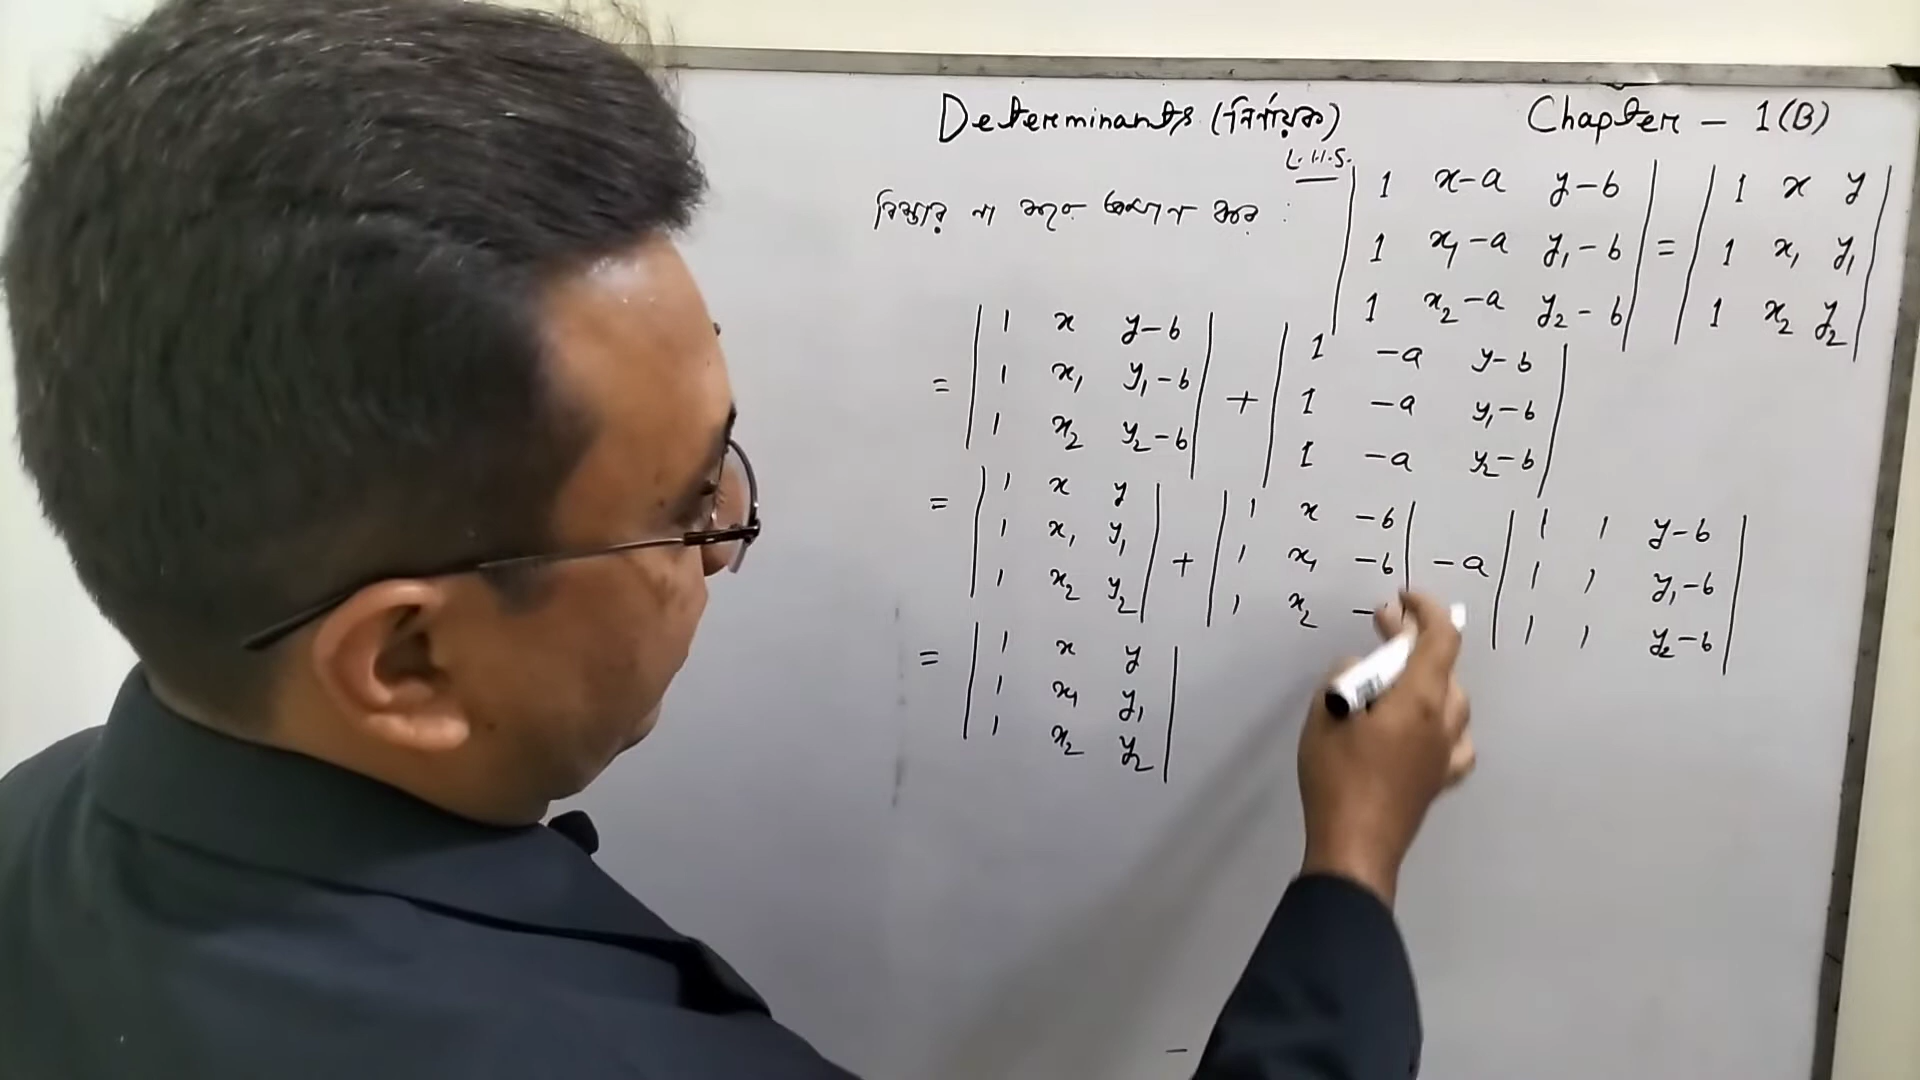 Determinants (নির্ণায়ক)
Chapter - 1(B)
বিস্তার না করে প্রমাণ কর :
L.H.S.
| 1 x-a y-b | = | 1 x y |
| 1 x₁-a y₁-b | | 1 x₁ y₁ |
| 1 x₂-a y₂-b | | 1 x₂ y₂ |
= | 1 x y-b | + | 1 -a y-b |
| 1 x₁ y₁-b | | 1 -a y₁-b |
| 1 x₂ y₂-b | | 1 -a y₂-b |
= | 1 x y | + | 1 x -b | -a | 1 1 y-b |
| 1 x₁ y₁ | | 1 x₁ -b | | 1 1 y₁-b |
| 1 x₂ y₂ | | 1 x₂ - | 1 1 y₂-b |
= | 1 x y |
| 1 x₁ y₁ |
| 1 x₂ y₂ |